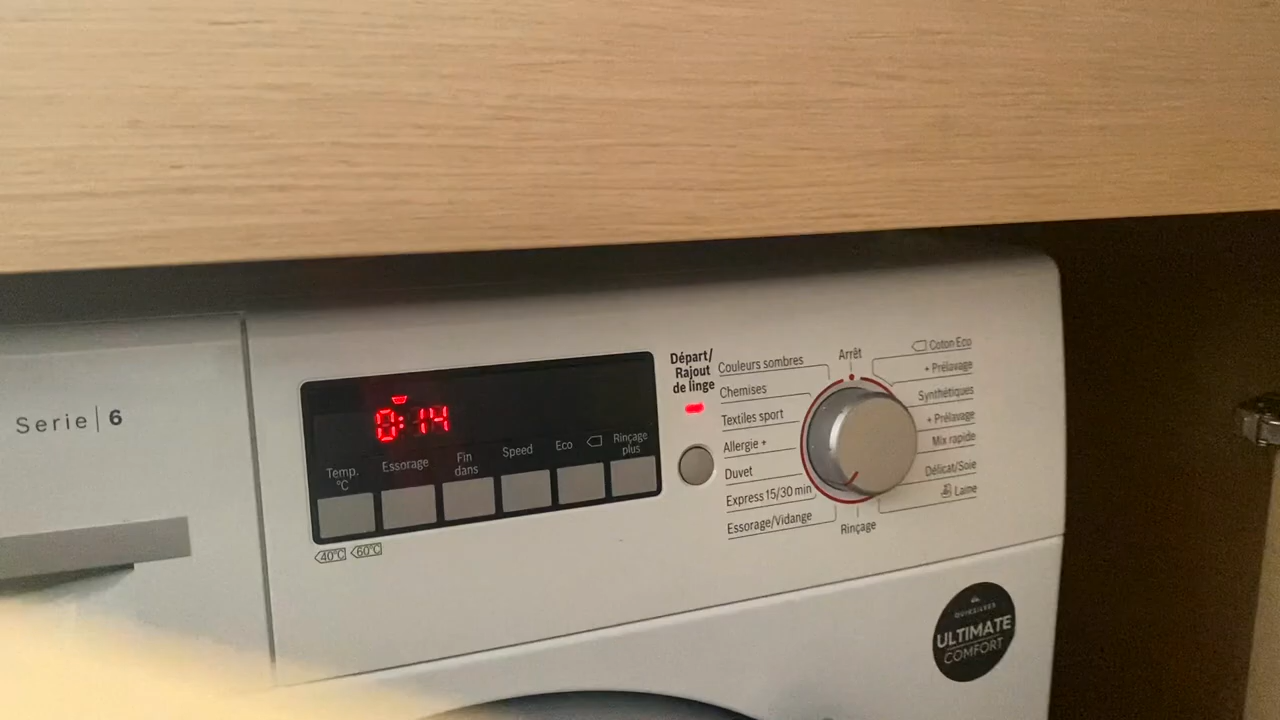 Serie | 6
0:14
Temp.
°C
Essorage
Fin
dans
Speed
Eco
Rinçage
plus
40°C 60°C
Départ/
Rajout
de linge
Couleurs sombres
Chemises
Textiles sport
Allergie +
Duvet
Express 15/30 min
Essorage/Vidange
Arrêt
Rinçage
Coton Eco
+ Prélavage
Synthétiques
+ Prélavage
Mix rapide
Délicat/Soie
Laine
QUIKSILVER
ULTIMATE
COMFORT